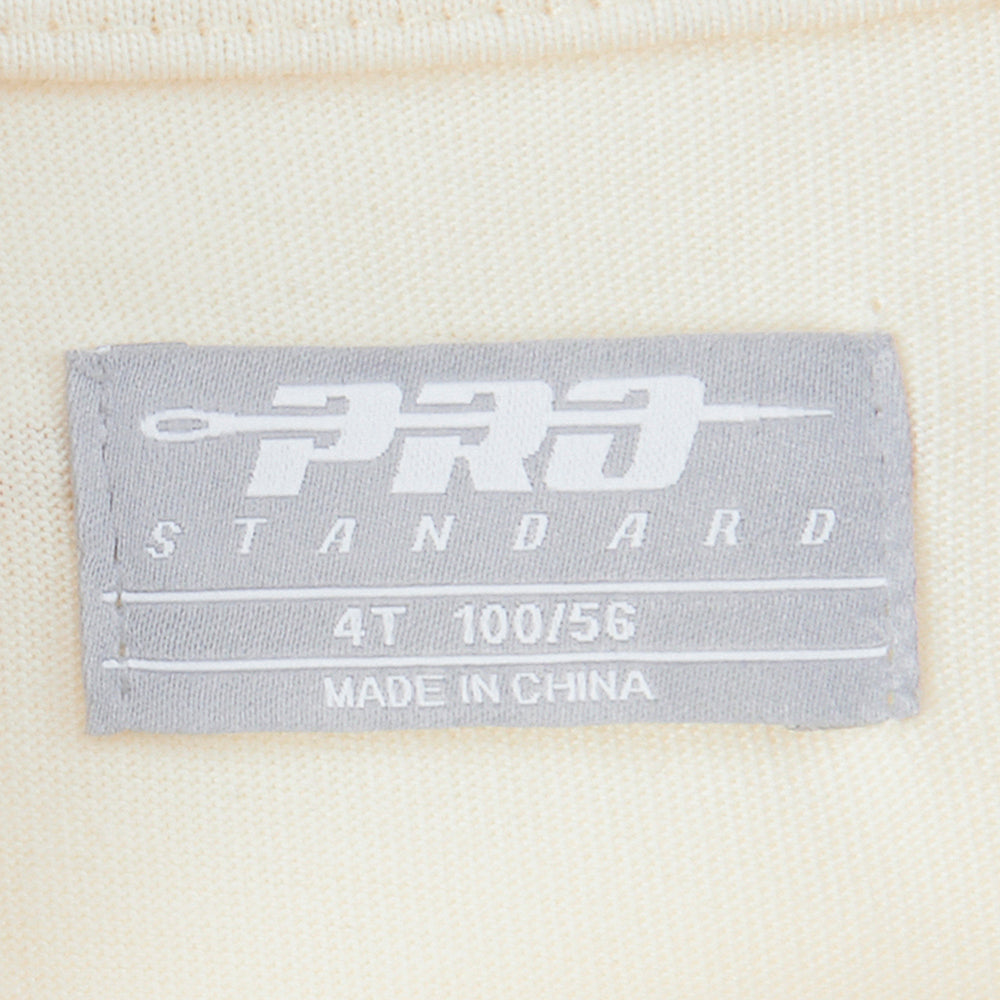 PRO
STANDARD
4T 100/56
MADE IN CHINA